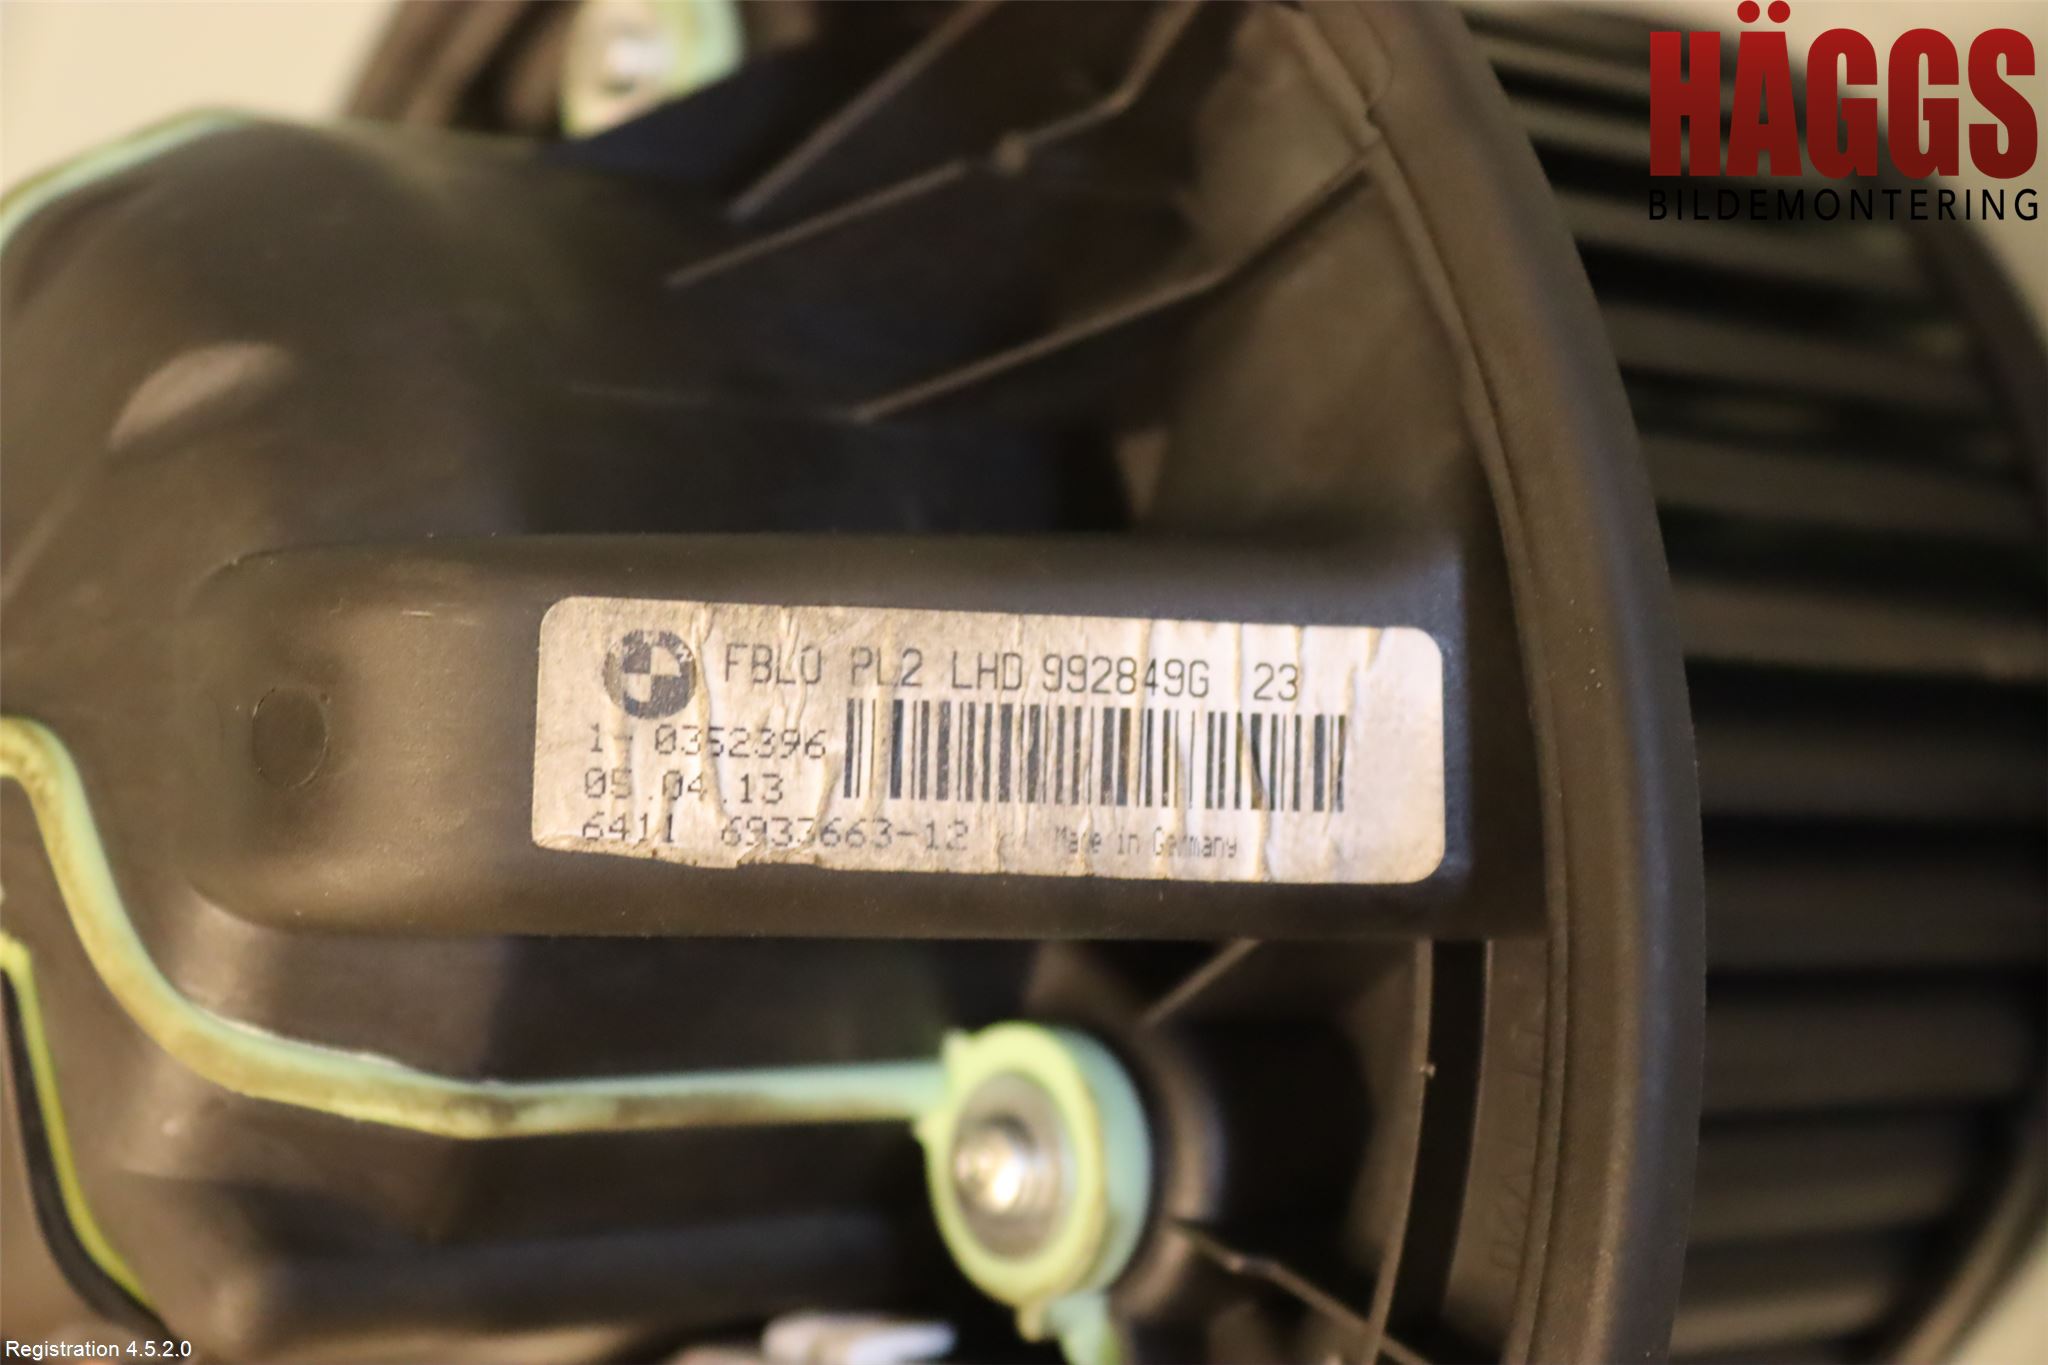 HÄGGS
BILDEMONTERING
FBL0 PL2 LHD 992849G 23
1- 0352396
05.04.13
6411 6933663-12 Made in Germany
Registration 4.5.2.0